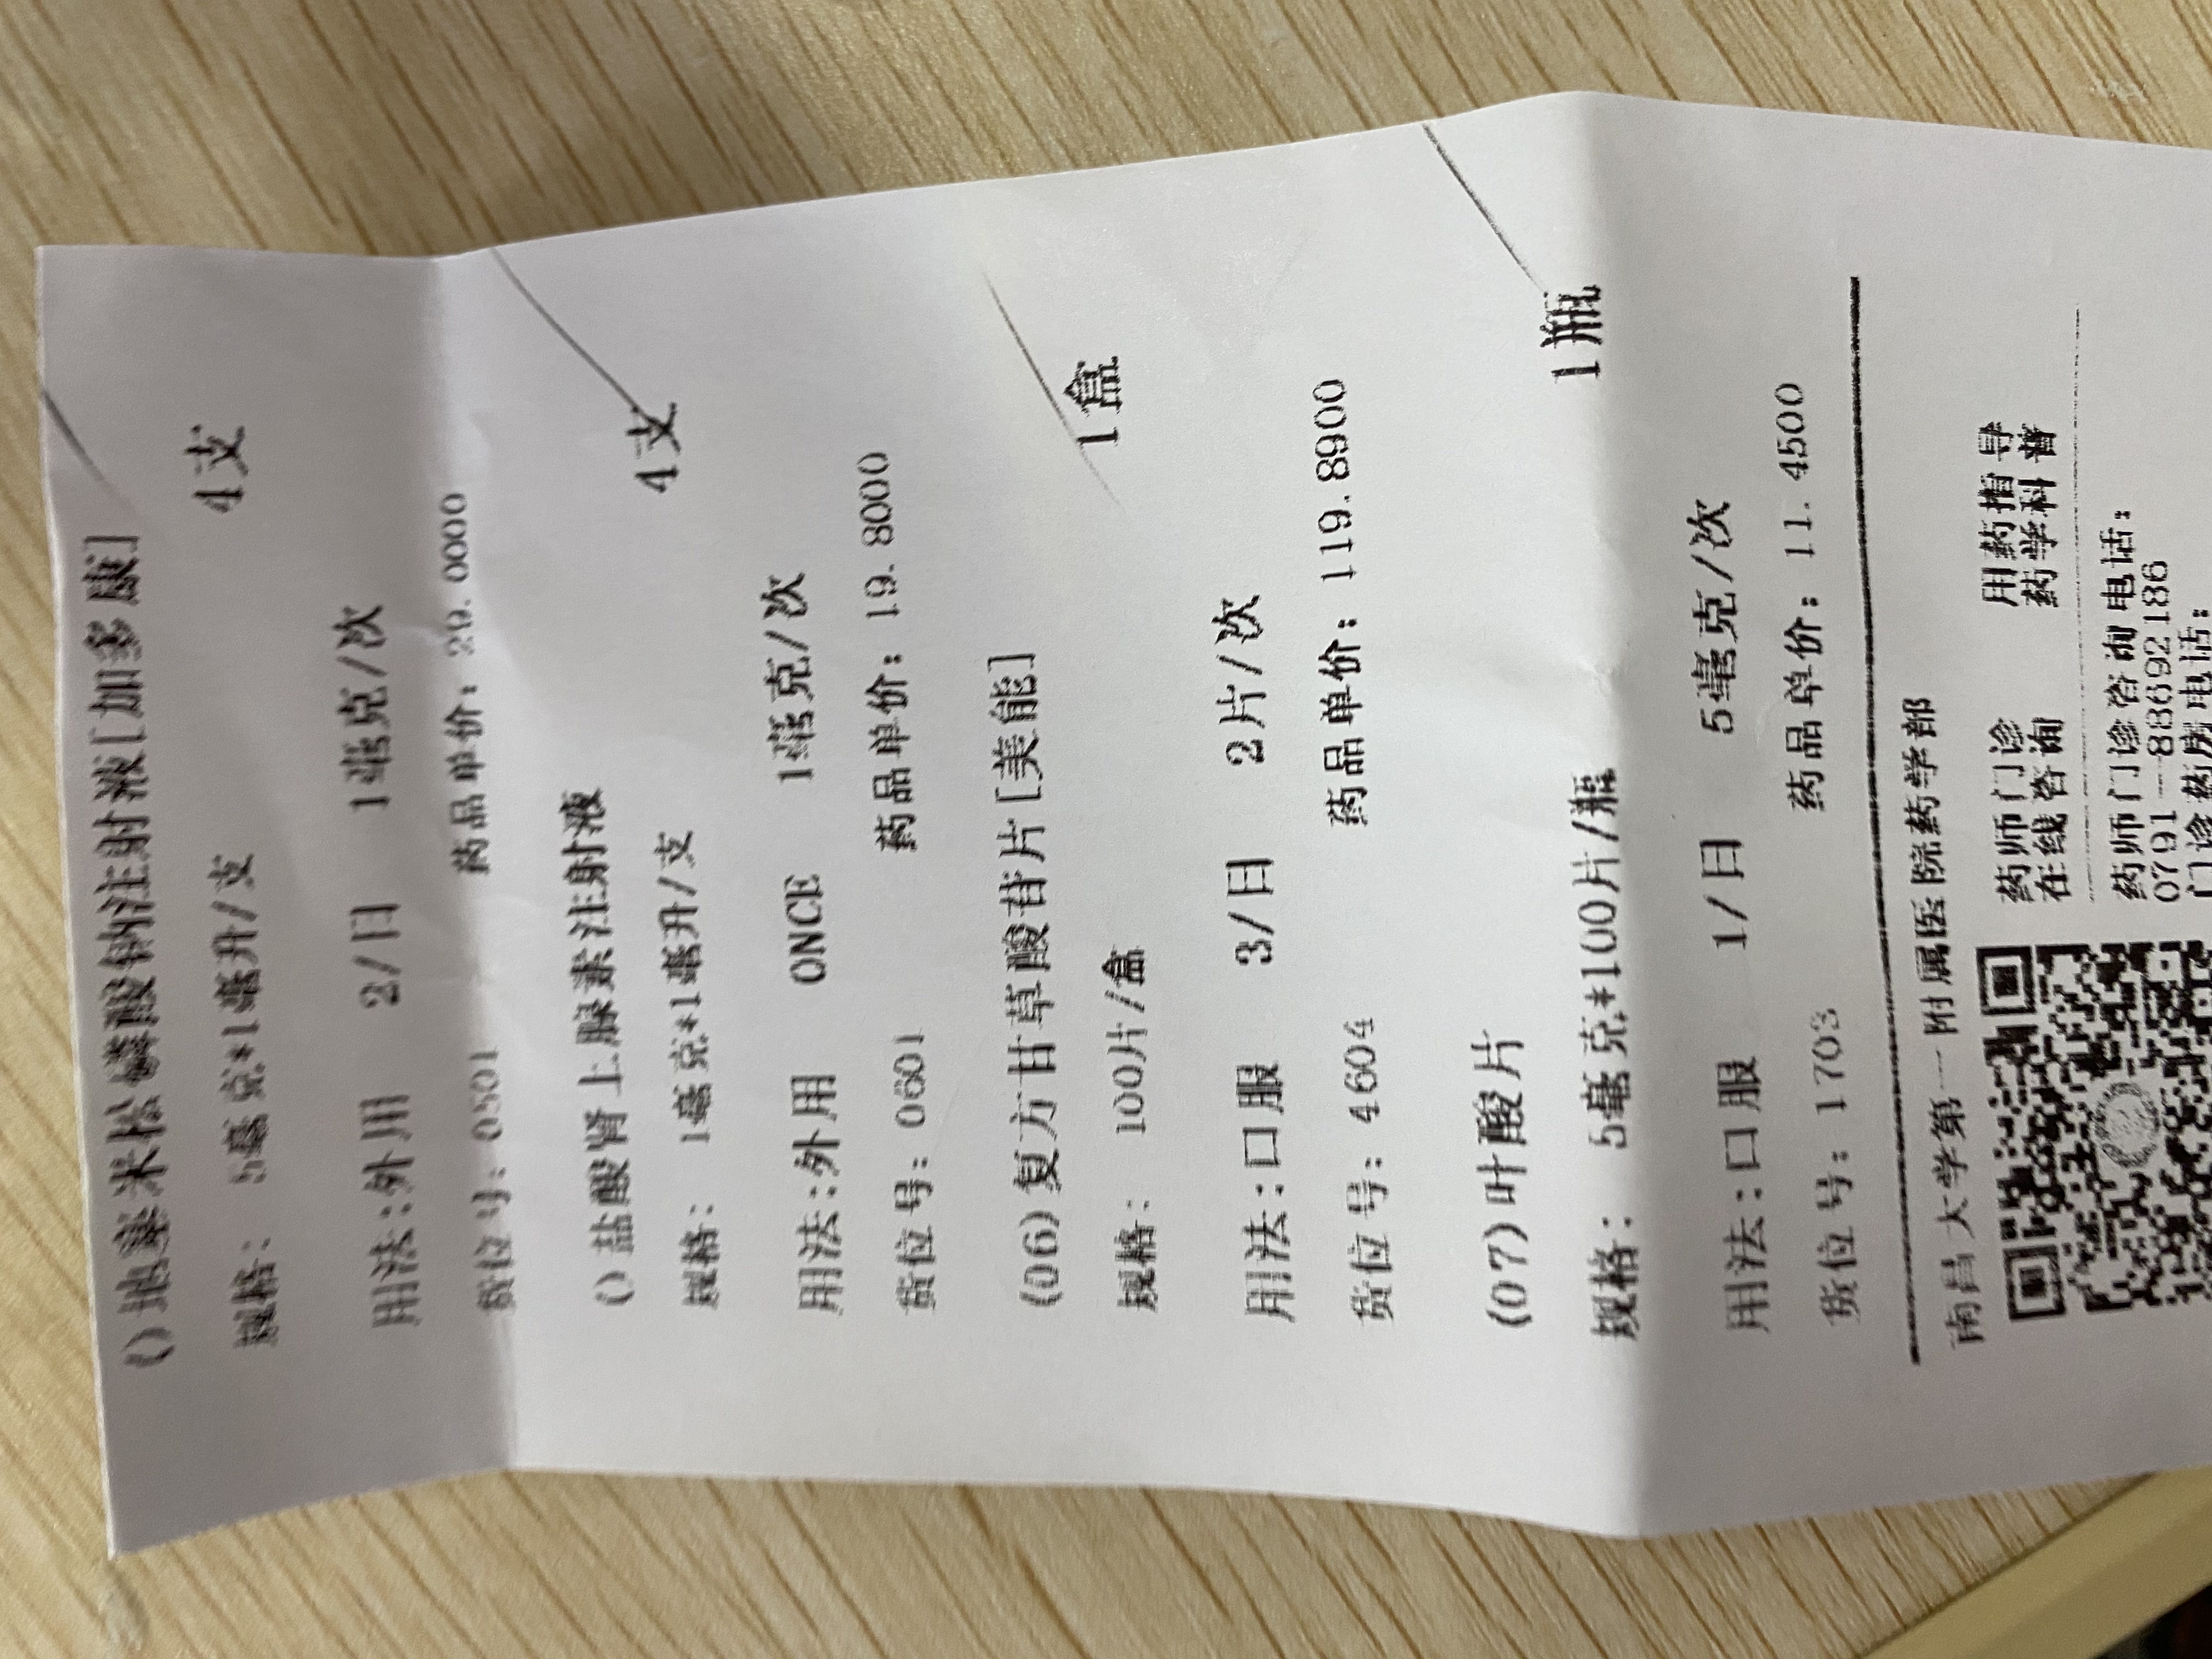 ()地塞米松磷酸钠注射液[加多康]
规格： 5毫克*1毫升/支 4支
用法:外用 2/日 1毫克/次
货位号：0501 药品单价：29.0000
()盐酸肾上腺素注射液
规格： 1毫克*1毫升/支 4支
用法:外用 ONCE 1毫克/次
货位号：0601 药品单价：19.8000
(06)复方甘草酸苷片[美能]
规格： 100片/盒 1盒
用法:口服 3/日 2片/次
货位号：4604 药品单价：119.8900
(07)叶酸片
规格： 5毫克*100片/瓶 1瓶
用法:口服 1/日 5毫克/次
货位号：1703 药品单价：11.4500
南昌大学第一附属医院药学部
药师门诊 用药指导
在线咨询 药学科普
药师门诊咨询电话：
0791--88692186
门诊药房电话：